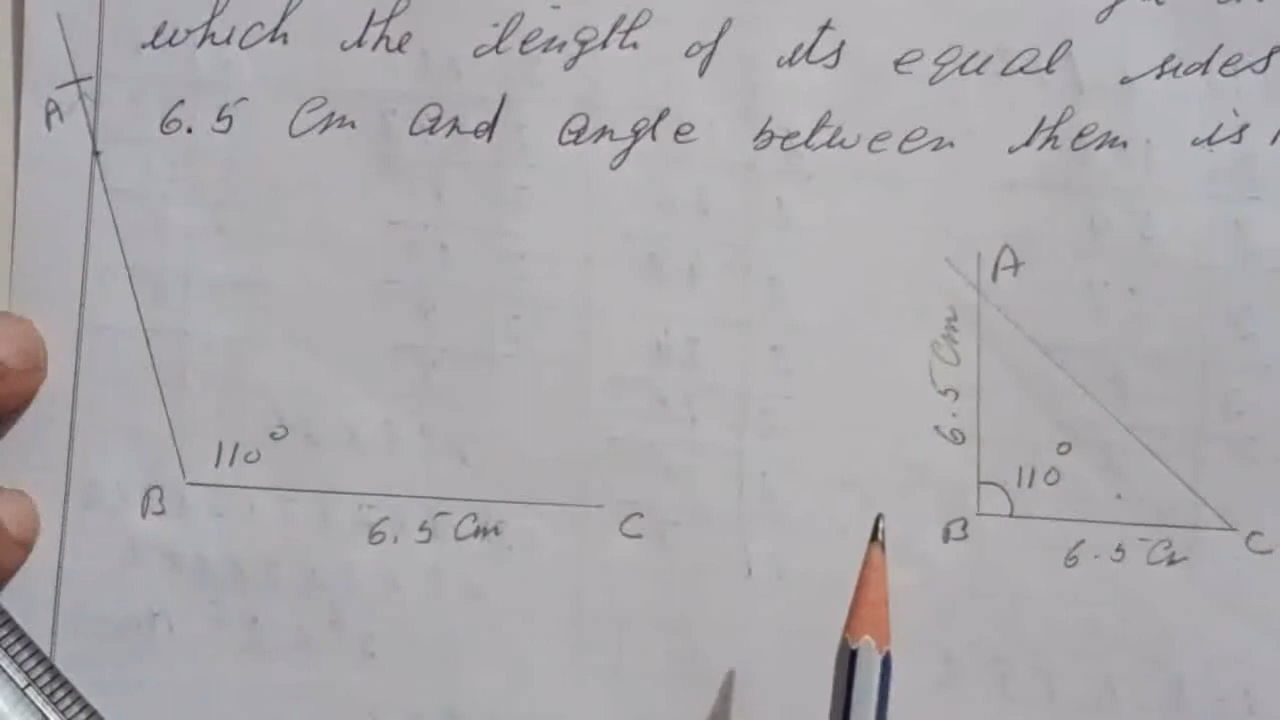 which the length of its equal sides
6.5 Cm and angle between them is
A
A
6.5 Cm
110°
110°
B
6.5 Cm
C
B
6.5 C
C